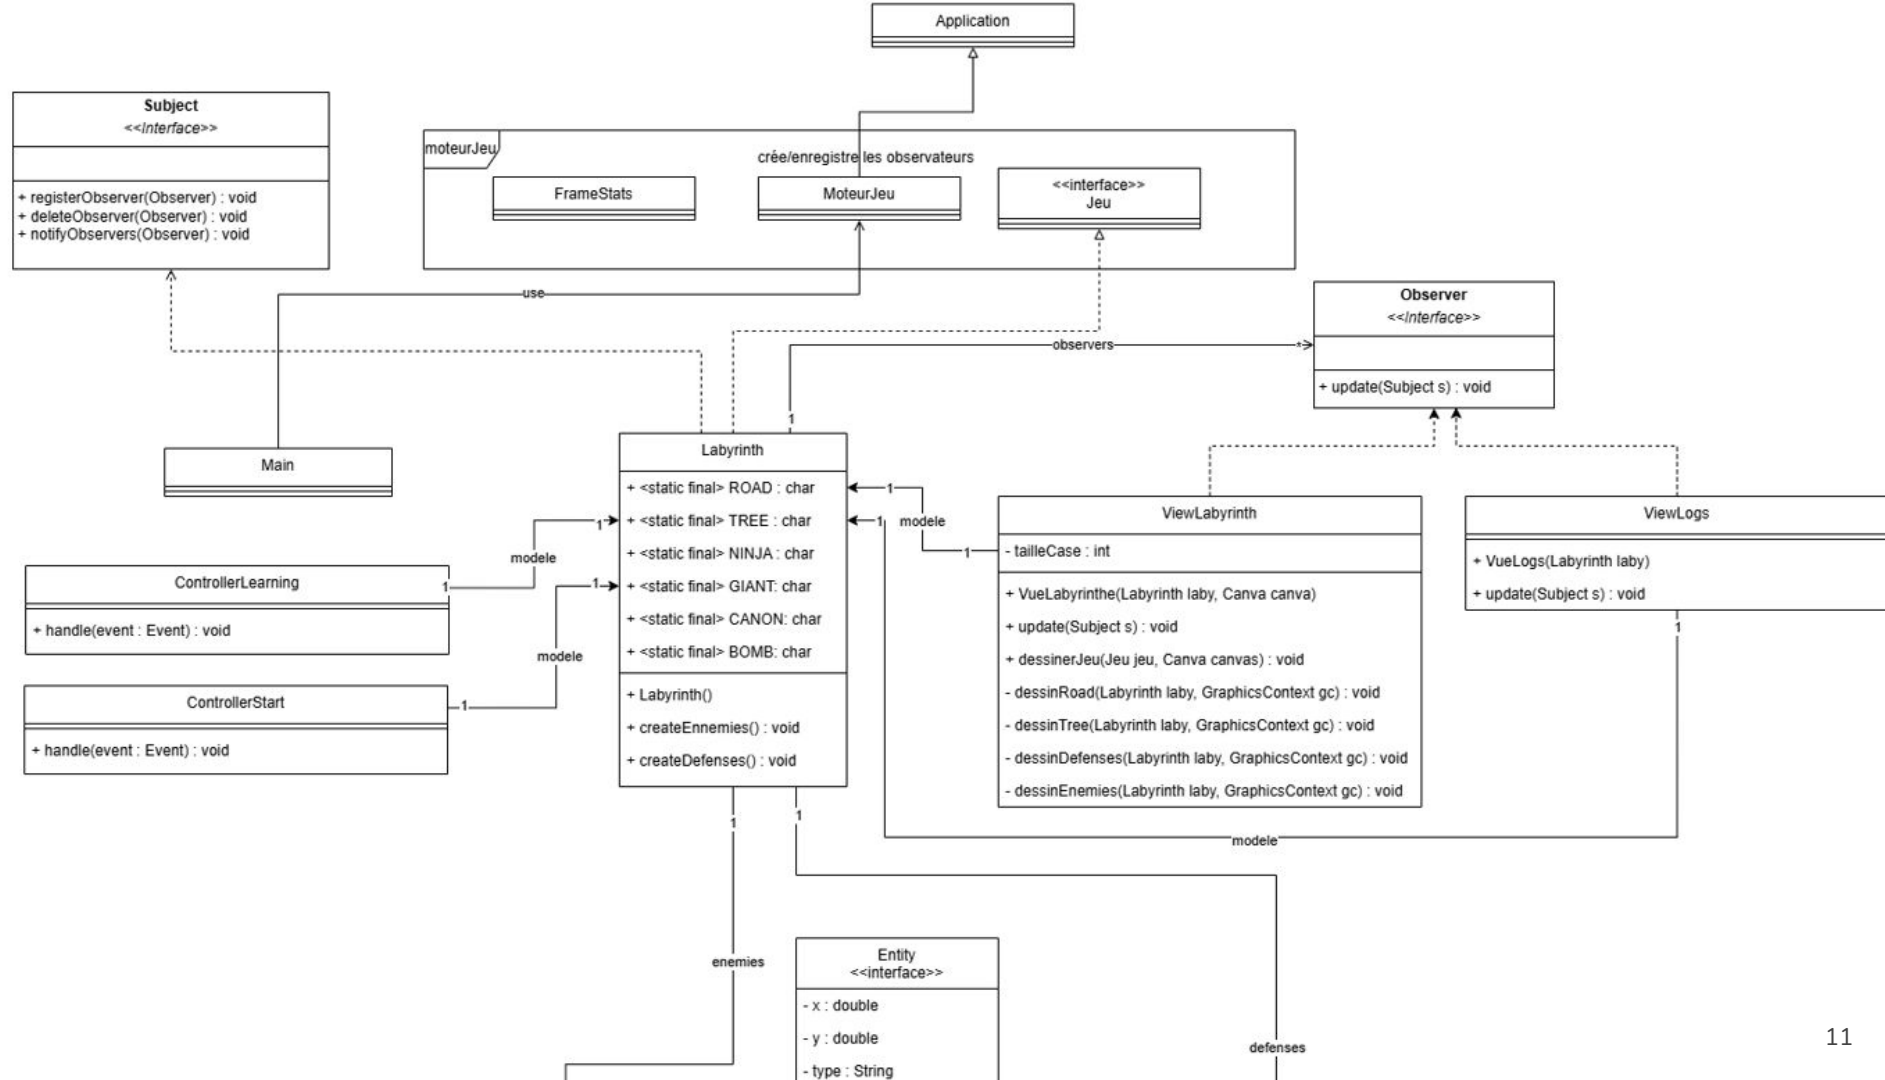 Application
Subject
<<Interface>>
+ registerObserver(Observer) : void
+ deleteObserver(Observer) : void
+ notifyObservers(Observer) : void
moteurJeu
crée/enregistre les observateurs
FrameStats
MoteurJeu
<<interface>>
Jeu
use
Observer
<<Interface>>
+ update(Subject s) : void
observers
*
1
Main
Labyrinth
+ <static final> ROAD : char
+ <static final> TREE : char
+ <static final> NINJA : char
+ <static final> GIANT: char
+ <static final> CANON: char
+ <static final> BOMB: char
+ Labyrinth()
+ createEnnemies() : void
+ createDefenses() : void
1
modele
1
1
modele
1
ControllerLearning
+ handle(event : Event) : void
1
modele
1
ControllerStart
+ handle(event : Event) : void
1
ViewLabyrinth
- tailleCase : int
+ VueLabyrinthe(Labyrinth laby, Canva canva)
+ update(Subject s) : void
+ dessinerJeu(Jeu jeu, Canva canvas) : void
- dessinRoad(Labyrinth laby, GraphicsContext gc) : void
- dessinTree(Labyrinth laby, GraphicsContext gc) : void
- dessinDefenses(Labyrinth laby, GraphicsContext gc) : void
- dessinEnemies(Labyrinth laby, GraphicsContext gc) : void
ViewLogs
+ VueLogs(Labyrinth laby)
+ update(Subject s) : void
1
modele
1
1
enemies
defenses
Entity
<<interface>>
- x : double
- y : double
- type : String
11